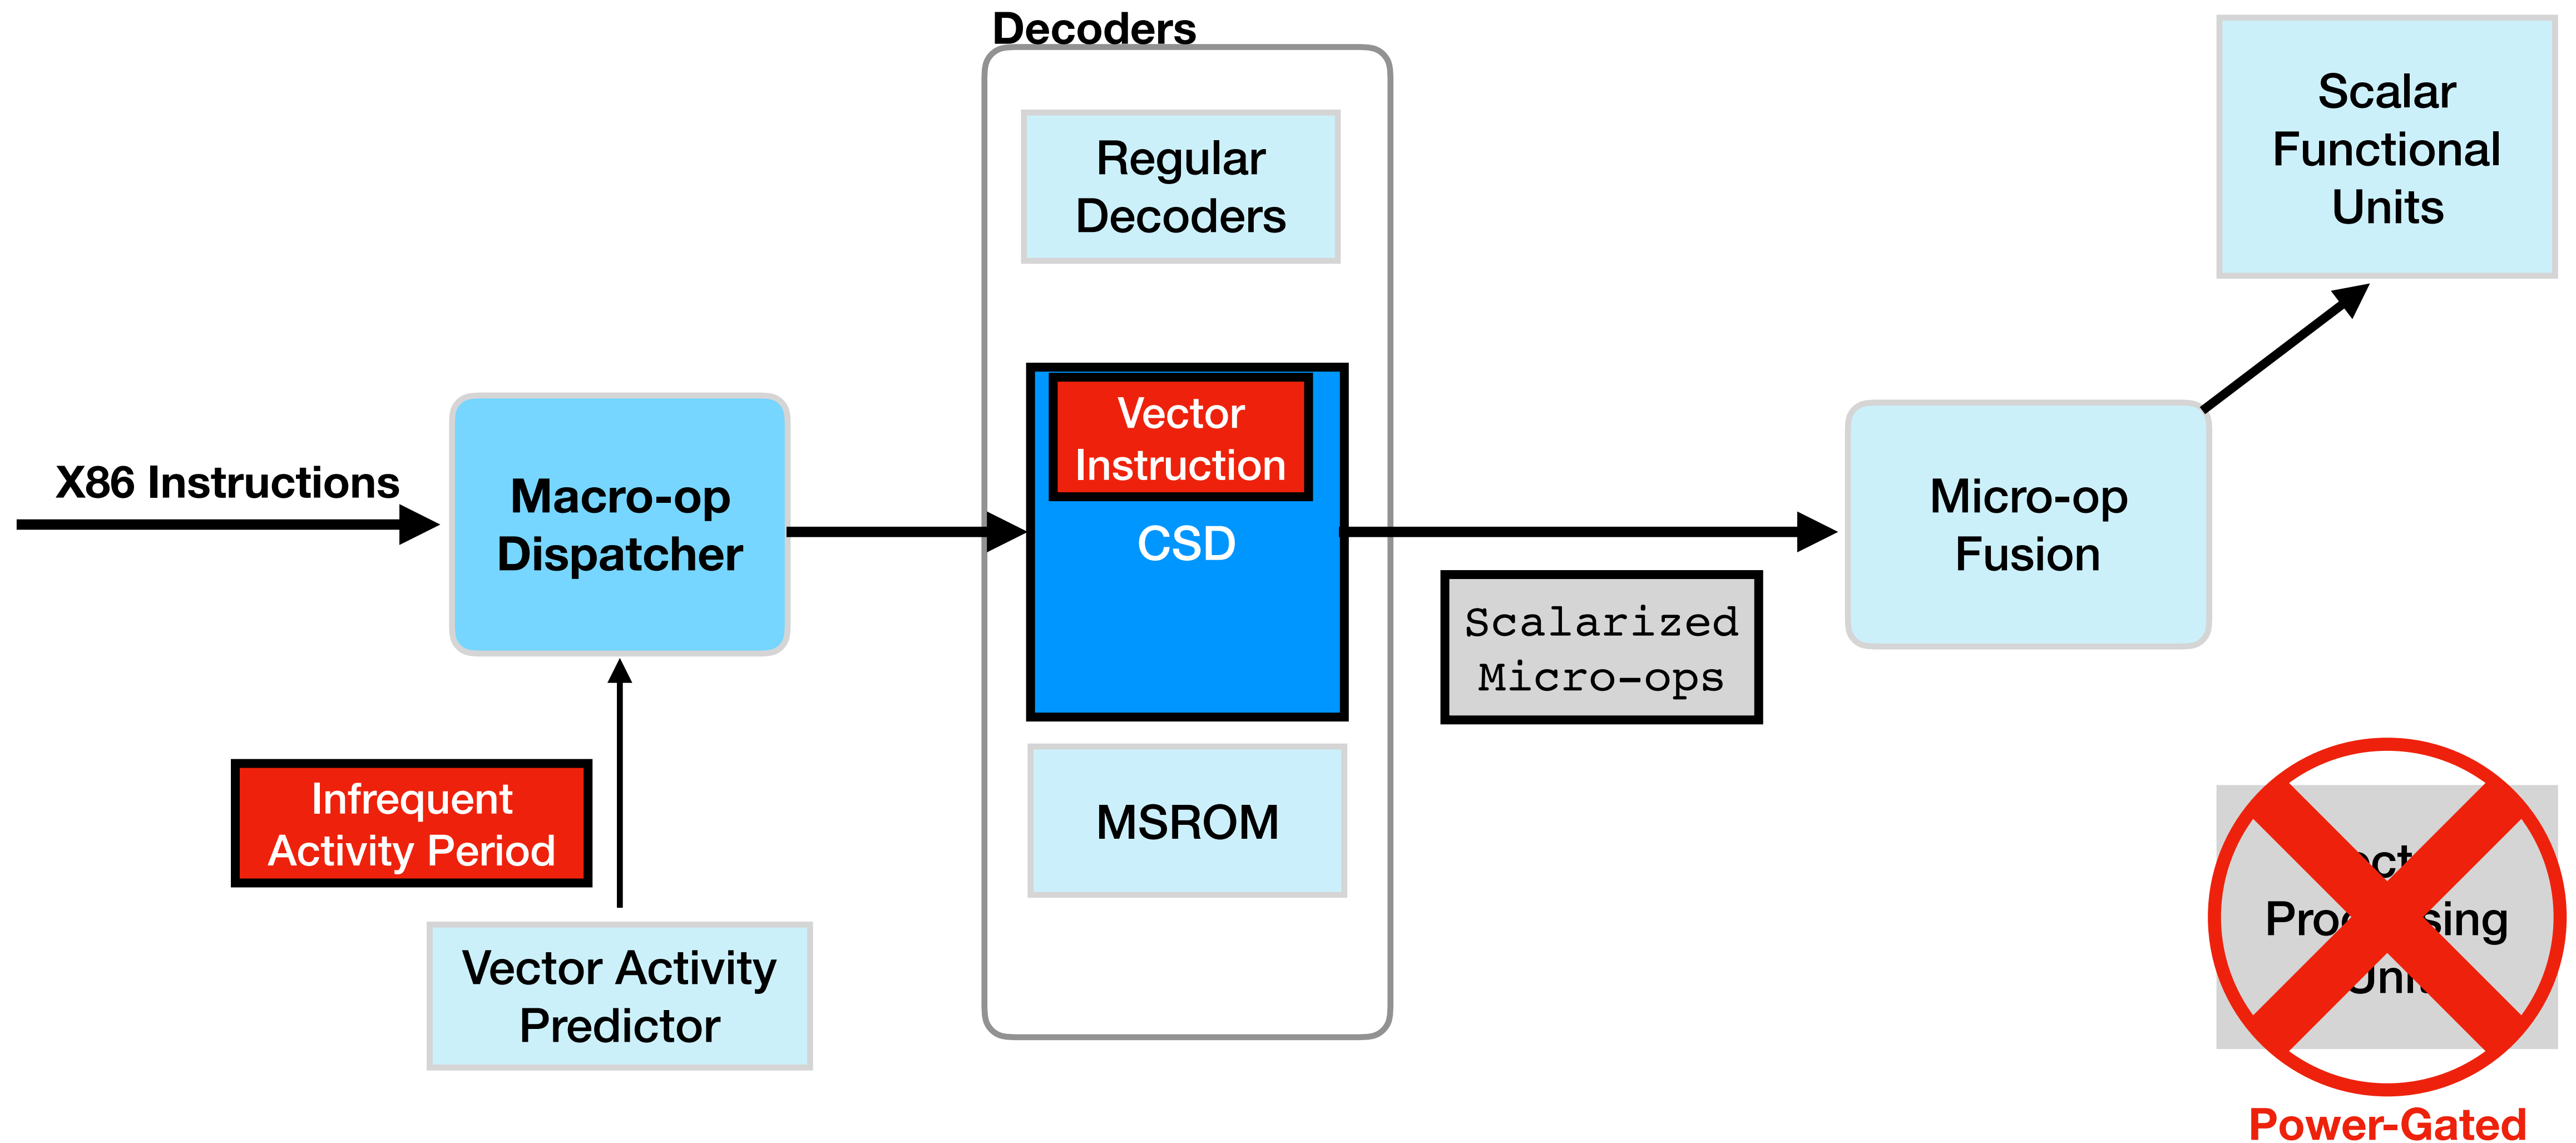 Decoders
Scalar
Functional
Units
Regular
Decoders
Vector
Instruction
CSD
X86 Instructions
Macro-op
Dispatcher
Micro-op
Fusion
Scalarized
Micro-ops
Infrequent
Activity Period
MSROM
Vector Activity
Predictor
Power-Gated